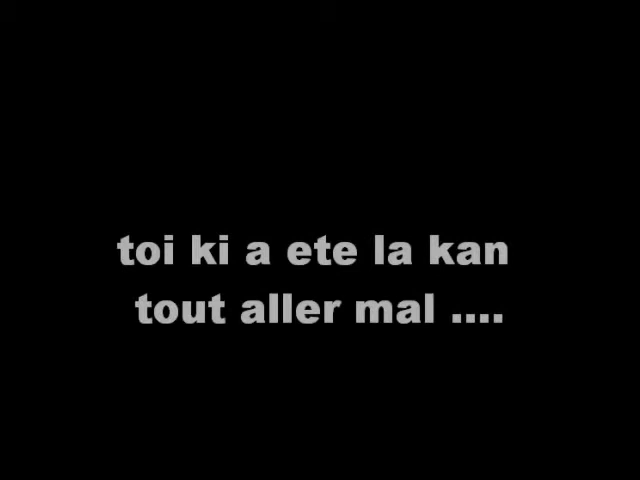 toi ki a ete la kan
tout aller mal ....